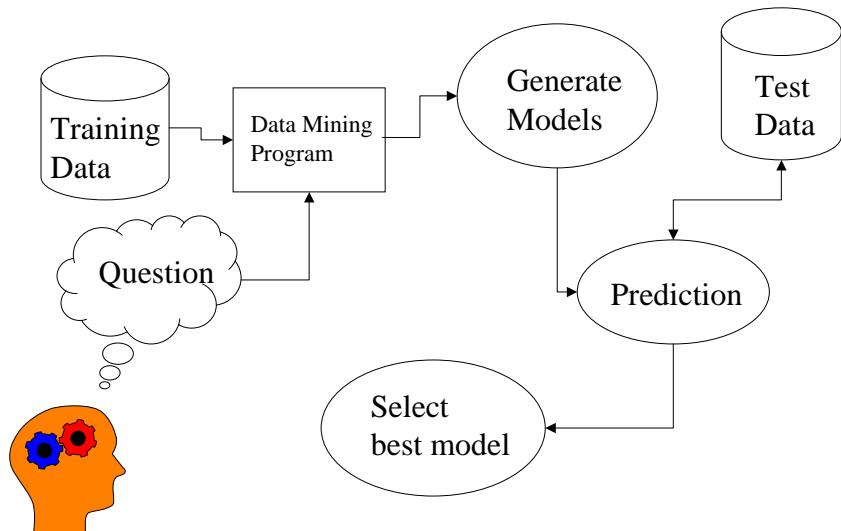 Training
Data
Data Mining
Program
Generate
Models
Test
Data
Question
Prediction
Select
best model